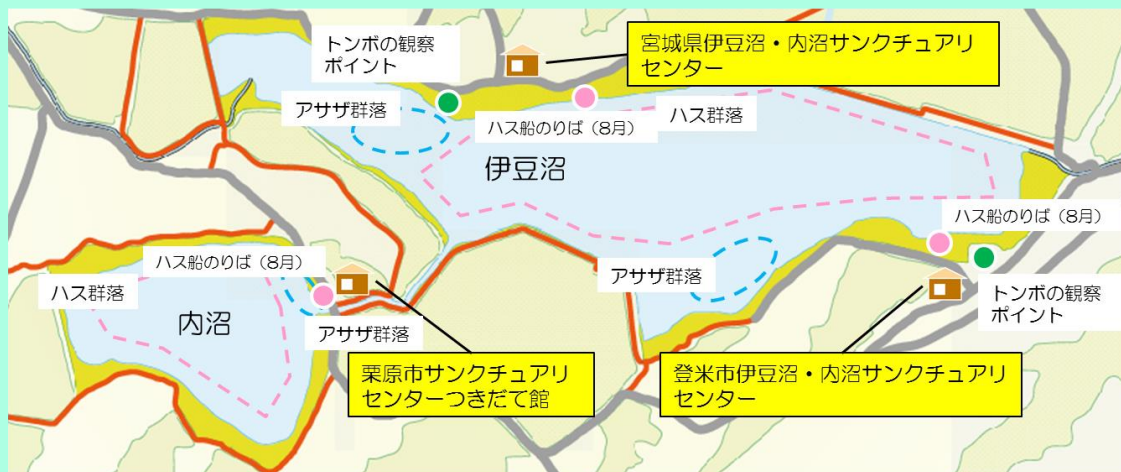 トンボの観察
ポイント
宮城県伊豆沼・内沼サンクチュアリ
センター
アサザ群落
ハス船のりば（8月）
ハス群落
伊豆沼
ハス船のりば（8月）
ハス船のりば（8月）
アサザ群落
ハス群落
トンボの観察
ポイント
内沼
アサザ群落
栗原市サンクチュアリ
センターつきだて館
登米市伊豆沼・内沼サンクチュアリ
センター